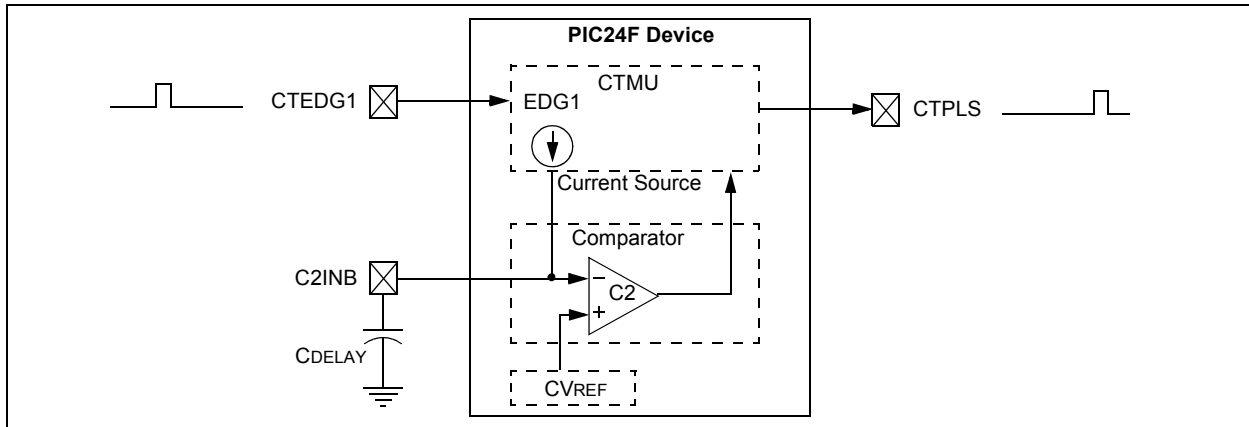 PIC24F Device
CTMU
CTEDG1
EDG1
CTPLS
Current Source
Comparator
C2INB
−
C2
+
CDELAY
CVREF